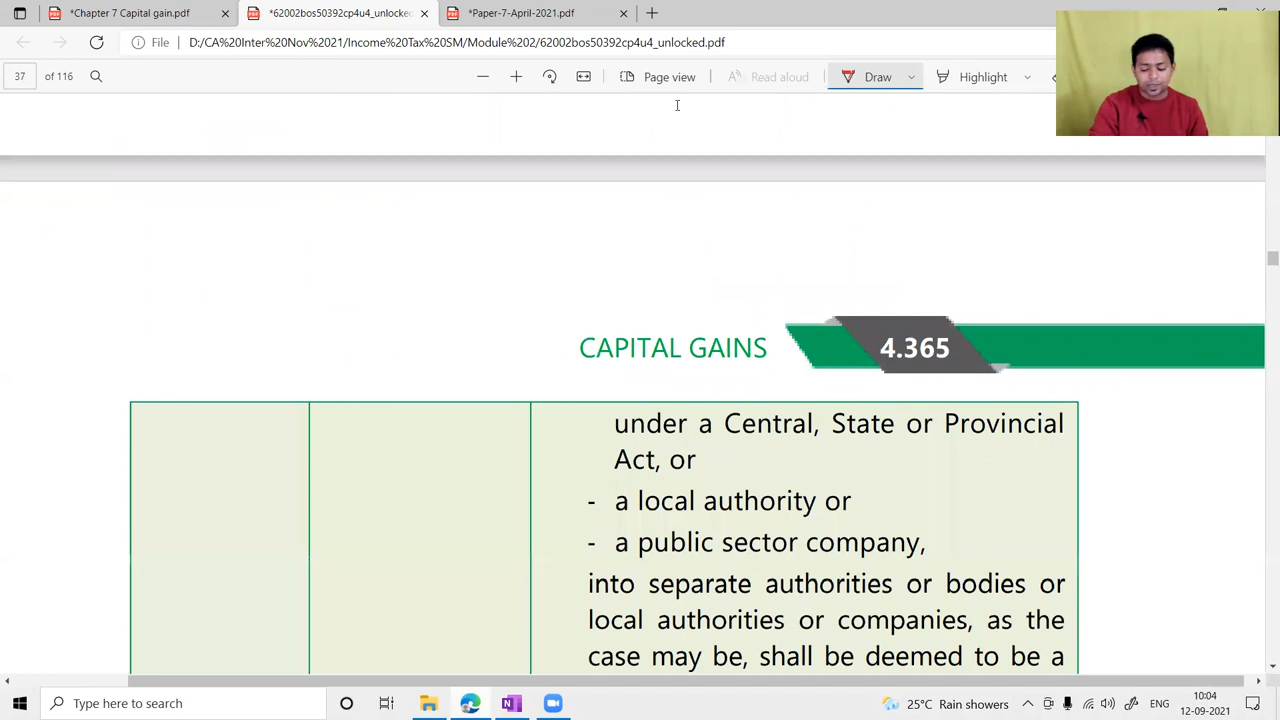 *Chapter 7 Capital gain.pdf
*62002bos50392cp4u4_unlocked
*Paper-7-April-2021.pdf
File
D:/CA%20Inter%20Nov%2021/Income%20Tax%20SM/Module%202/62002bos50392cp4u4_unlocked.pdf
37 of 116
Page view
Read aloud
Draw
Highlight
CAPITAL GAINS 4.365
under a Central, State or Provincial
Act, or
- a local authority or
- a public sector company,
into separate authorities or bodies or
local authorities or companies, as the
case may be, shall be deemed to be a
Type here to search
25°C Rain showers
ENG
10:04
12-09-2021